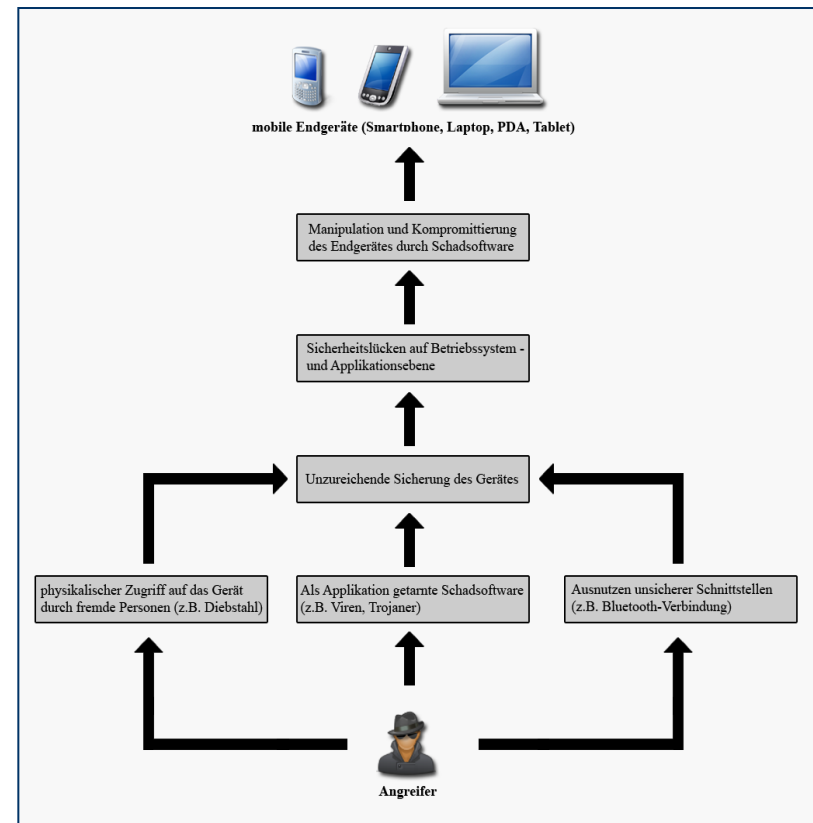 mobile Endgeräte (Smartphone, Laptop, PDA, Tablet)
Manipulation und Kompromittierung
des Endgerätes durch Schadsoftware
Sicherheitslücken auf Betriebssystem -
und Applikationsebene
Unzureichende Sicherung des Gerätes
physikalischer Zugriff auf das Gerät
durch fremde Personen (z.B. Diebstahl)
Als Applikation getarnte Schadsoftware
(z.B. Viren, Trojaner)
Ausnutzen unsicherer Schnittstellen
(z.B. Bluetooth-Verbindung)
Angreifer